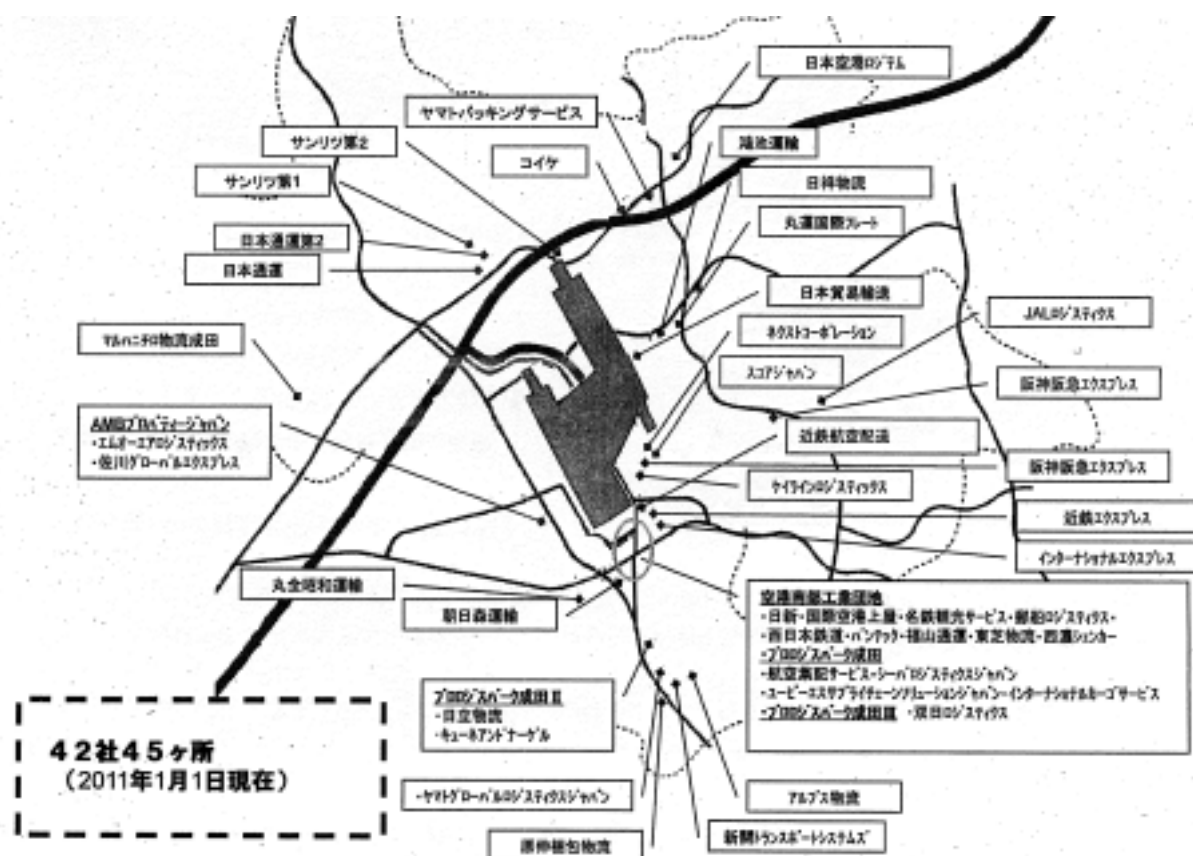 日本空港ロジテム
ヤマトパッキングサービス
サンリツ第2
コイケ
鴻池運輸
サンリツ第1
日祥物流
丸運国際フレート
日本通運第2
日本通運
日本貿易輸送
JALロジスティクス
マルハニチロ物流成田
ネクストコーポレーション
スコアジャパン
阪神阪急エクスプレス
AMBプロパティージャパン
・エムオーエアロジスティックス
・佐川グローバルエクスプレス
近鉄航空配送
阪神阪急エクスプレス
ケイラインロジスティックス
近鉄エクスプレス
インターナショナルエクスプレス
丸全昭和運輸
朝日森運輸
空港南部工業団地
・日新・国際空港上屋・名鉄観光サービス・郵船ロジスティクス・
・西日本鉄道・バンテック・福山通運・東芝物流・西濃シェンカー
・プロロジスパーク成田
・航空集配サービス・シーバロジスティクスジャパン
・ユーピーエスサプライチェーンソリューションジャパン・インターナショナルカーゴサービス
・プロロジスパーク成田Ⅲ ・双日ロジスティクス
プロロジスパーク成田Ⅱ
・日立物流
・キューネアンドナーゲル
42社45ヶ所
（2011年1月1日現在）
・ヤマトグローバルロジスティクスジャパン
アルプス物流
原伸梱包物流
新開トランスポートシステムズ